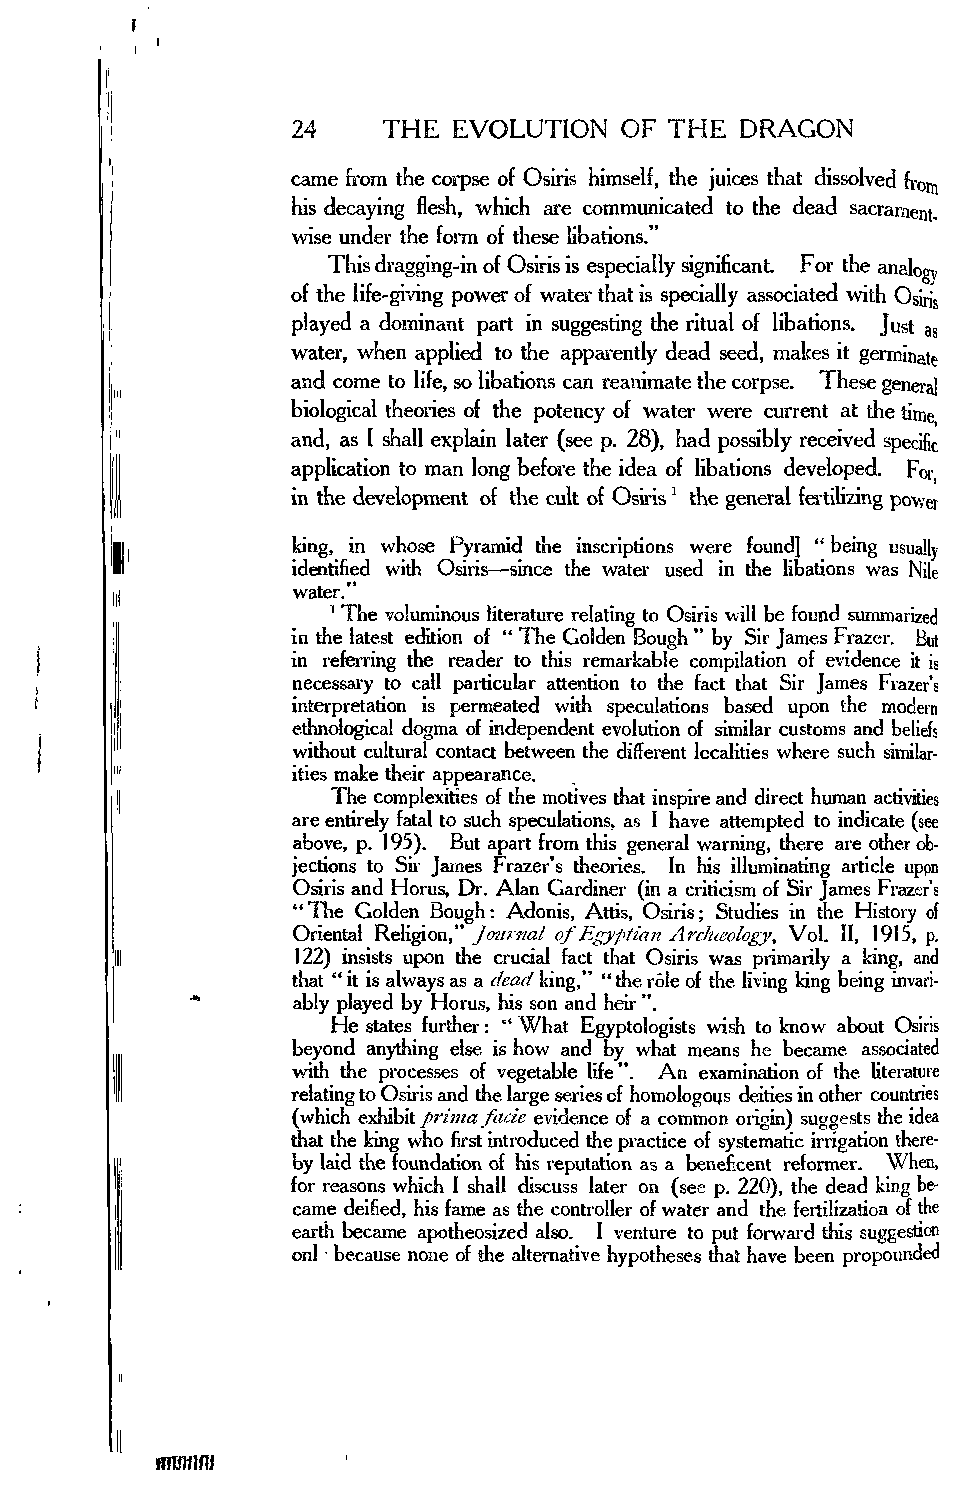 24 THE EVOLUTION OF THE DRAGON
came from the corpse of Osiris himself, the juices that dissolved from
his decaying flesh, which are communicated to the dead sacrament-
wise under the form of these libations."
This dragging-in of Osiris is especially significant. For the analogy
of the life-giving power of water that is specially associated with Osiris
played a dominant part in suggesting the ritual of libations. Just as
water, when applied to the apparently dead seed, makes it germinate
and come to life, so libations can reanimate the corpse. These general
biological theories of the potency of water were current at the time,
and, as I shall explain later (see p. 28), had possibly received specific
application to man long before the idea of libations developed. For,
in the development of the cult of Osiris ¹ the general fertilizing power
king, in whose Pyramid the inscriptions were found] "being usually
identified with Osiris—since the water used in the libations was Nile
water."
¹ The voluminous literature relating to Osiris will be found summarized
in the latest edition of "The Golden Bough" by Sir James Frazer. But
in referring the reader to this remarkable compilation of evidence it is
necessary to call particular attention to the fact that Sir James Frazer's
interpretation is permeated with speculations based upon the modern
ethnological dogma of independent evolution of similar customs and beliefs
without cultural contact between the different localities where such similar-
ities make their appearance.
The complexities of the motives that inspire and direct human activities
are entirely fatal to such speculations, as I have attempted to indicate (see
above, p. 195). But apart from this general warning, there are other ob-
jections to Sir James Frazer's theories. In his illuminating article upon
Osiris and Horus, Dr. Alan Gardiner (in a criticism of Sir James Frazer's
"The Golden Bough: Adonis, Attis, Osiris; Studies in the History of
Oriental Religion," Journal of Egyptian Archæology, Vol. II, 1915, p.
122) insists upon the crucial fact that Osiris was primarily a king, and
that "it is always as a dead king," "the rôle of the living king being invari-
ably played by Horus, his son and heir".
He states further: "What Egyptologists wish to know about Osiris
beyond anything else is how and by what means he became associated
with the processes of vegetable life". An examination of the literature
relating to Osiris and the large series of homologous deities in other countries
(which exhibit prima facie evidence of a common origin) suggests the idea
that the king who first introduced the practice of systematic irrigation there-
by laid the foundation of his reputation as a beneficent reformer. When,
for reasons which I shall discuss later on (see p. 220), the dead king be-
came deified, his fame as the controller of water and the fertilization of the
earth became apotheosized also. I venture to put forward this suggestion
onl because none of the alternative hypotheses that have been propounded